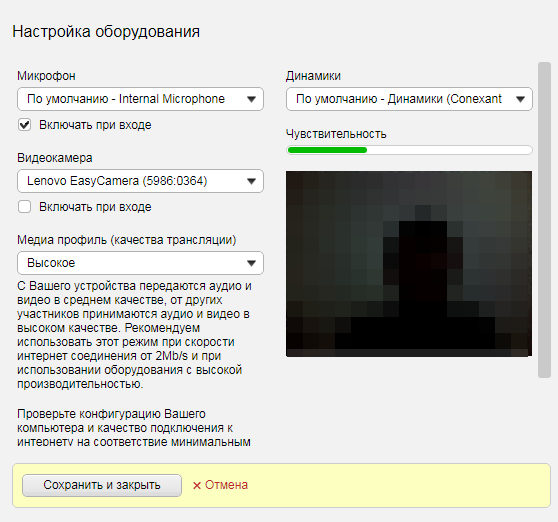 Настройка оборудования
Микрофон
По умолчанию - Internal Microphone
Включать при входе
Видеокамера
Lenovo EasyCamera (5986:0364)
Включать при входе
Медиа профиль (качества трансляции)
Высокое
С Вашего устройства передаются аудио и
видео в среднем качестве, от других
участников принимаются аудио и видео в
высоком качестве. Рекомендуем
использовать этот режим при скорости
интернет соединения от 2Mb/s и при
использовании оборудования с высокой
производительностью.
Проверьте конфигурацию Вашего
компьютера и качество подключения к
интернету на соответствие минимальным
Динамики
По умолчанию - Динамики (Conexant
Чувствительность
Сохранить и закрыть
Отмена